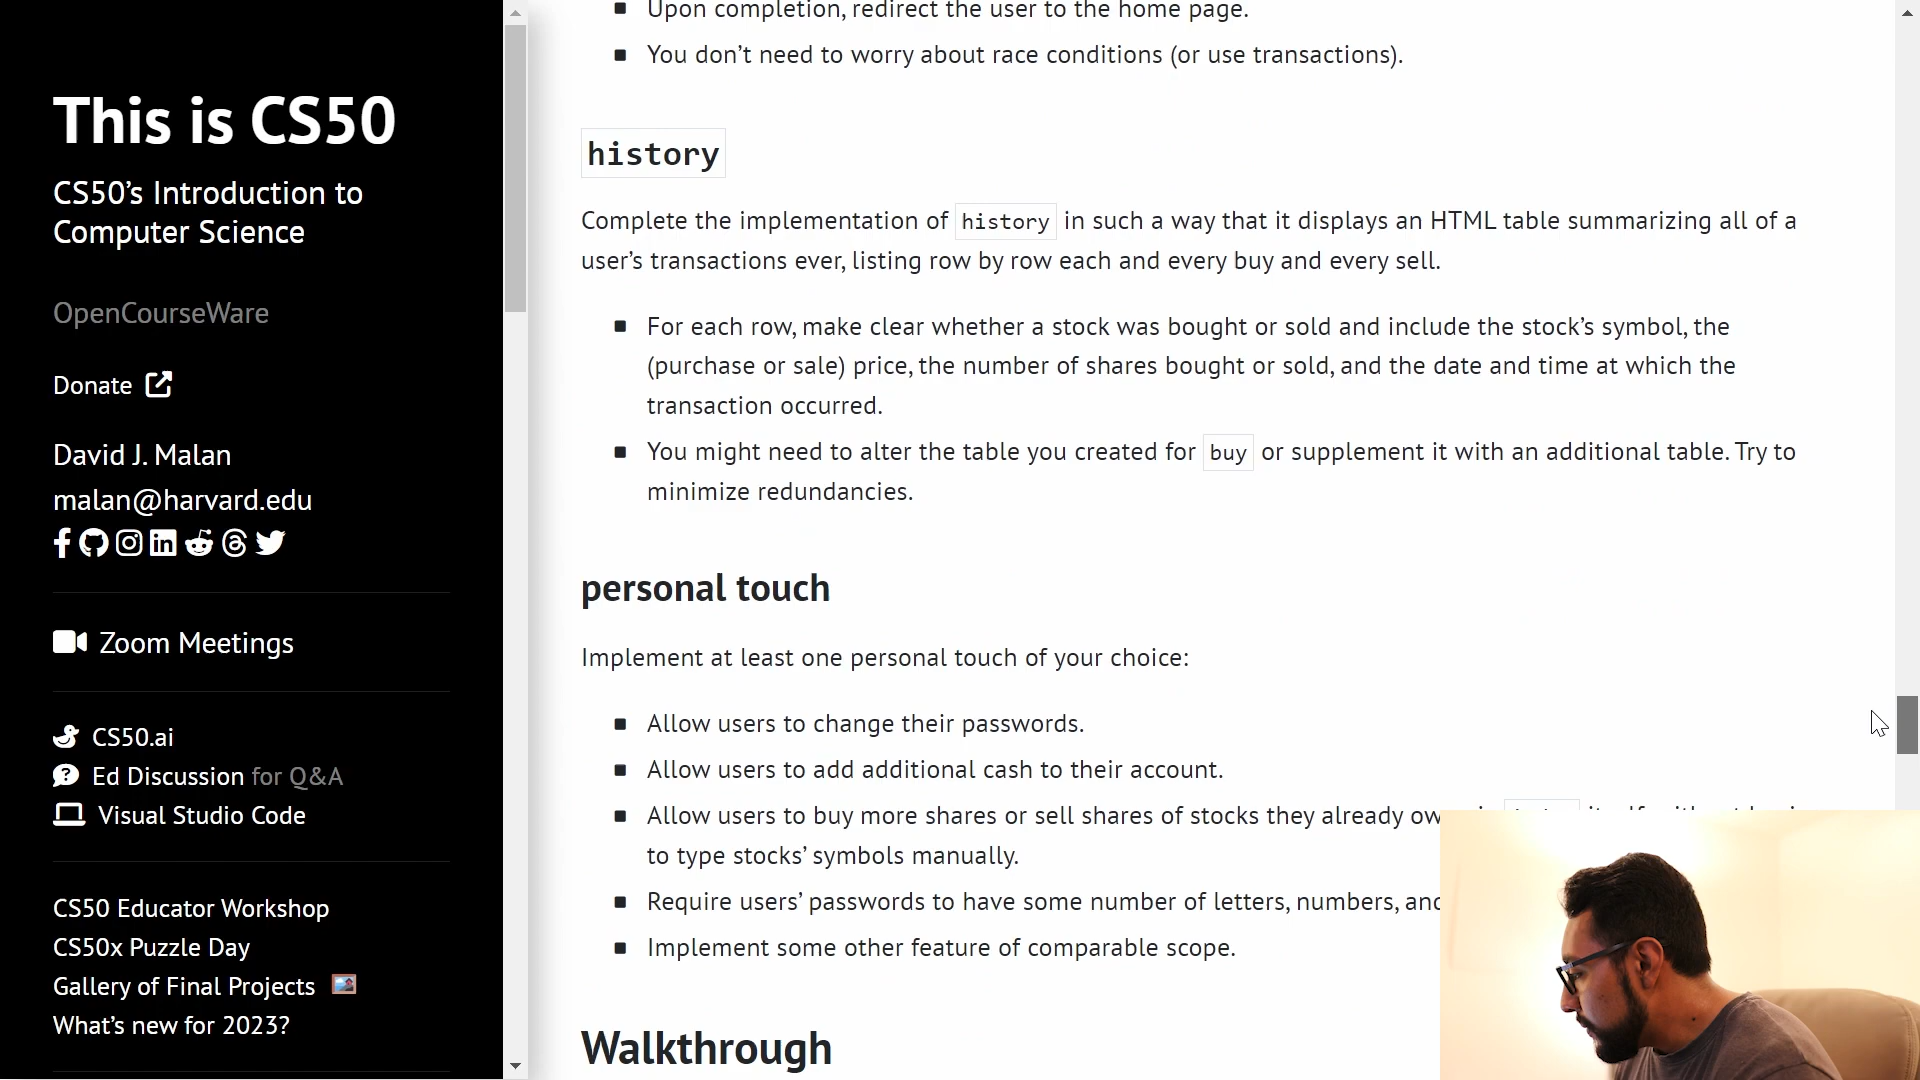 This is CS50
CS50’s Introduction to
Computer Science
OpenCourseWare
Donate
David J. Malan
malan@harvard.edu
Zoom Meetings
CS50.ai
Ed Discussion for Q&A
Visual Studio Code
CS50 Educator Workshop
CS50x Puzzle Day
Gallery of Final Projects
What’s new for 2023?
Upon completion, redirect the user to the home page.
You don’t need to worry about race conditions (or use transactions).
history
Complete the implementation of history in such a way that it displays an HTML table summarizing all of a
user’s transactions ever, listing row by row each and every buy and every sell.
For each row, make clear whether a stock was bought or sold and include the stock’s symbol, the
(purchase or sale) price, the number of shares bought or sold, and the date and time at which the
transaction occurred.
You might need to alter the table you created for buy or supplement it with an additional table. Try to
minimize redundancies.
personal touch
Implement at least one personal touch of your choice:
Allow users to change their passwords.
Allow users to add additional cash to their account.
Allow users to buy more shares or sell shares of stocks they already
to type stocks’ symbols manually.
Require users’ passwords to have some number of letters, numbers,
Implement some other feature of comparable scope.
Walkthrough